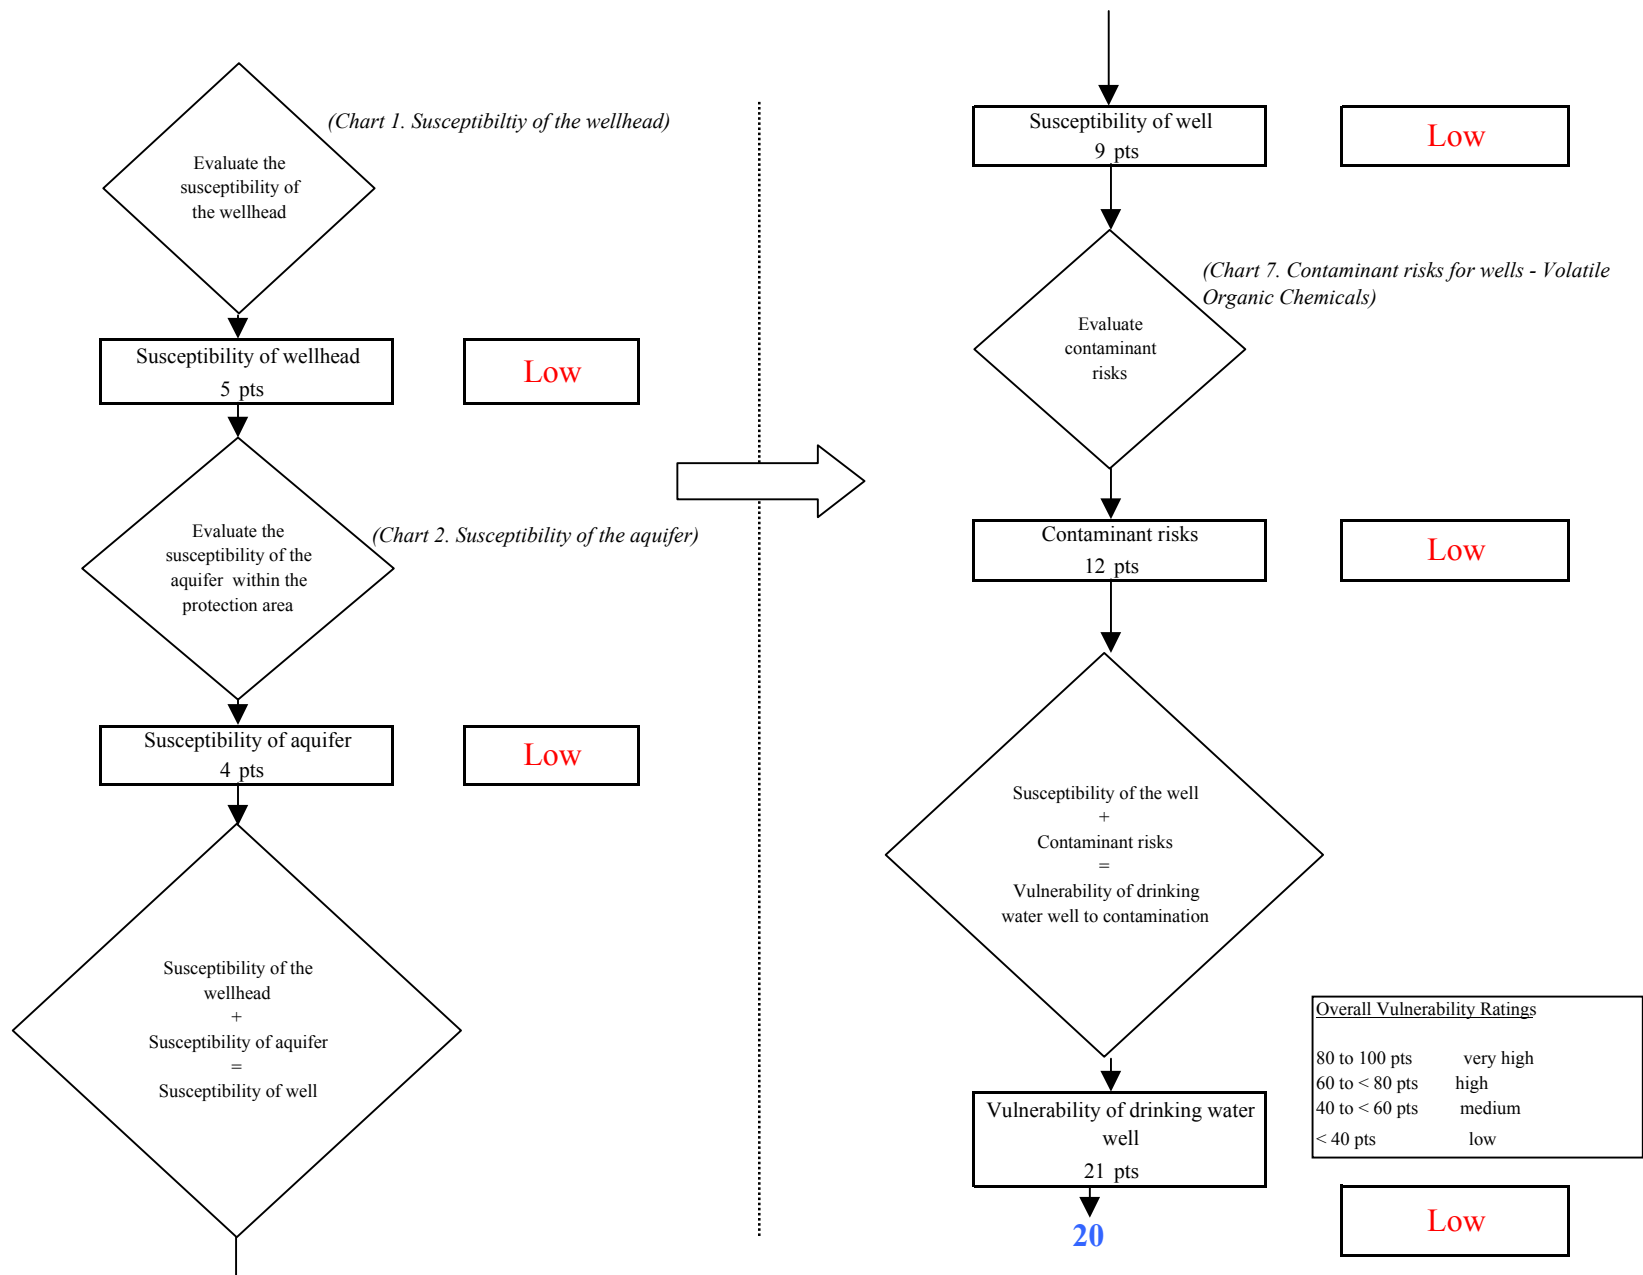 (Chart 1. Susceptibiltiy of the wellhead)
Evaluate the
susceptibility of
the wellhead
Susceptibility of wellhead
5 pts
Low
Evaluate the
susceptibility of the
aquifer within the
protection area
(Chart 2. Susceptibility of the aquifer)
Susceptibility of aquifer
4 pts
Low
Susceptibility of the
wellhead
+
Susceptibility of aquifer
=
Susceptibility of well
Susceptibility of well
9 pts
Low
(Chart 7. Contaminant risks for wells - Volatile
Organic Chemicals)
Evaluate
contaminant
risks
Contaminant risks
12 pts
Low
Susceptibility of the well
+
Contaminant risks
=
Vulnerability of drinking
water well to contamination
Overall Vulnerability Ratings
80 to 100 pts very high
60 to < 80 pts high
40 to < 60 pts medium
< 40 pts low
Vulnerability of drinking water
well
21 pts
Low
20